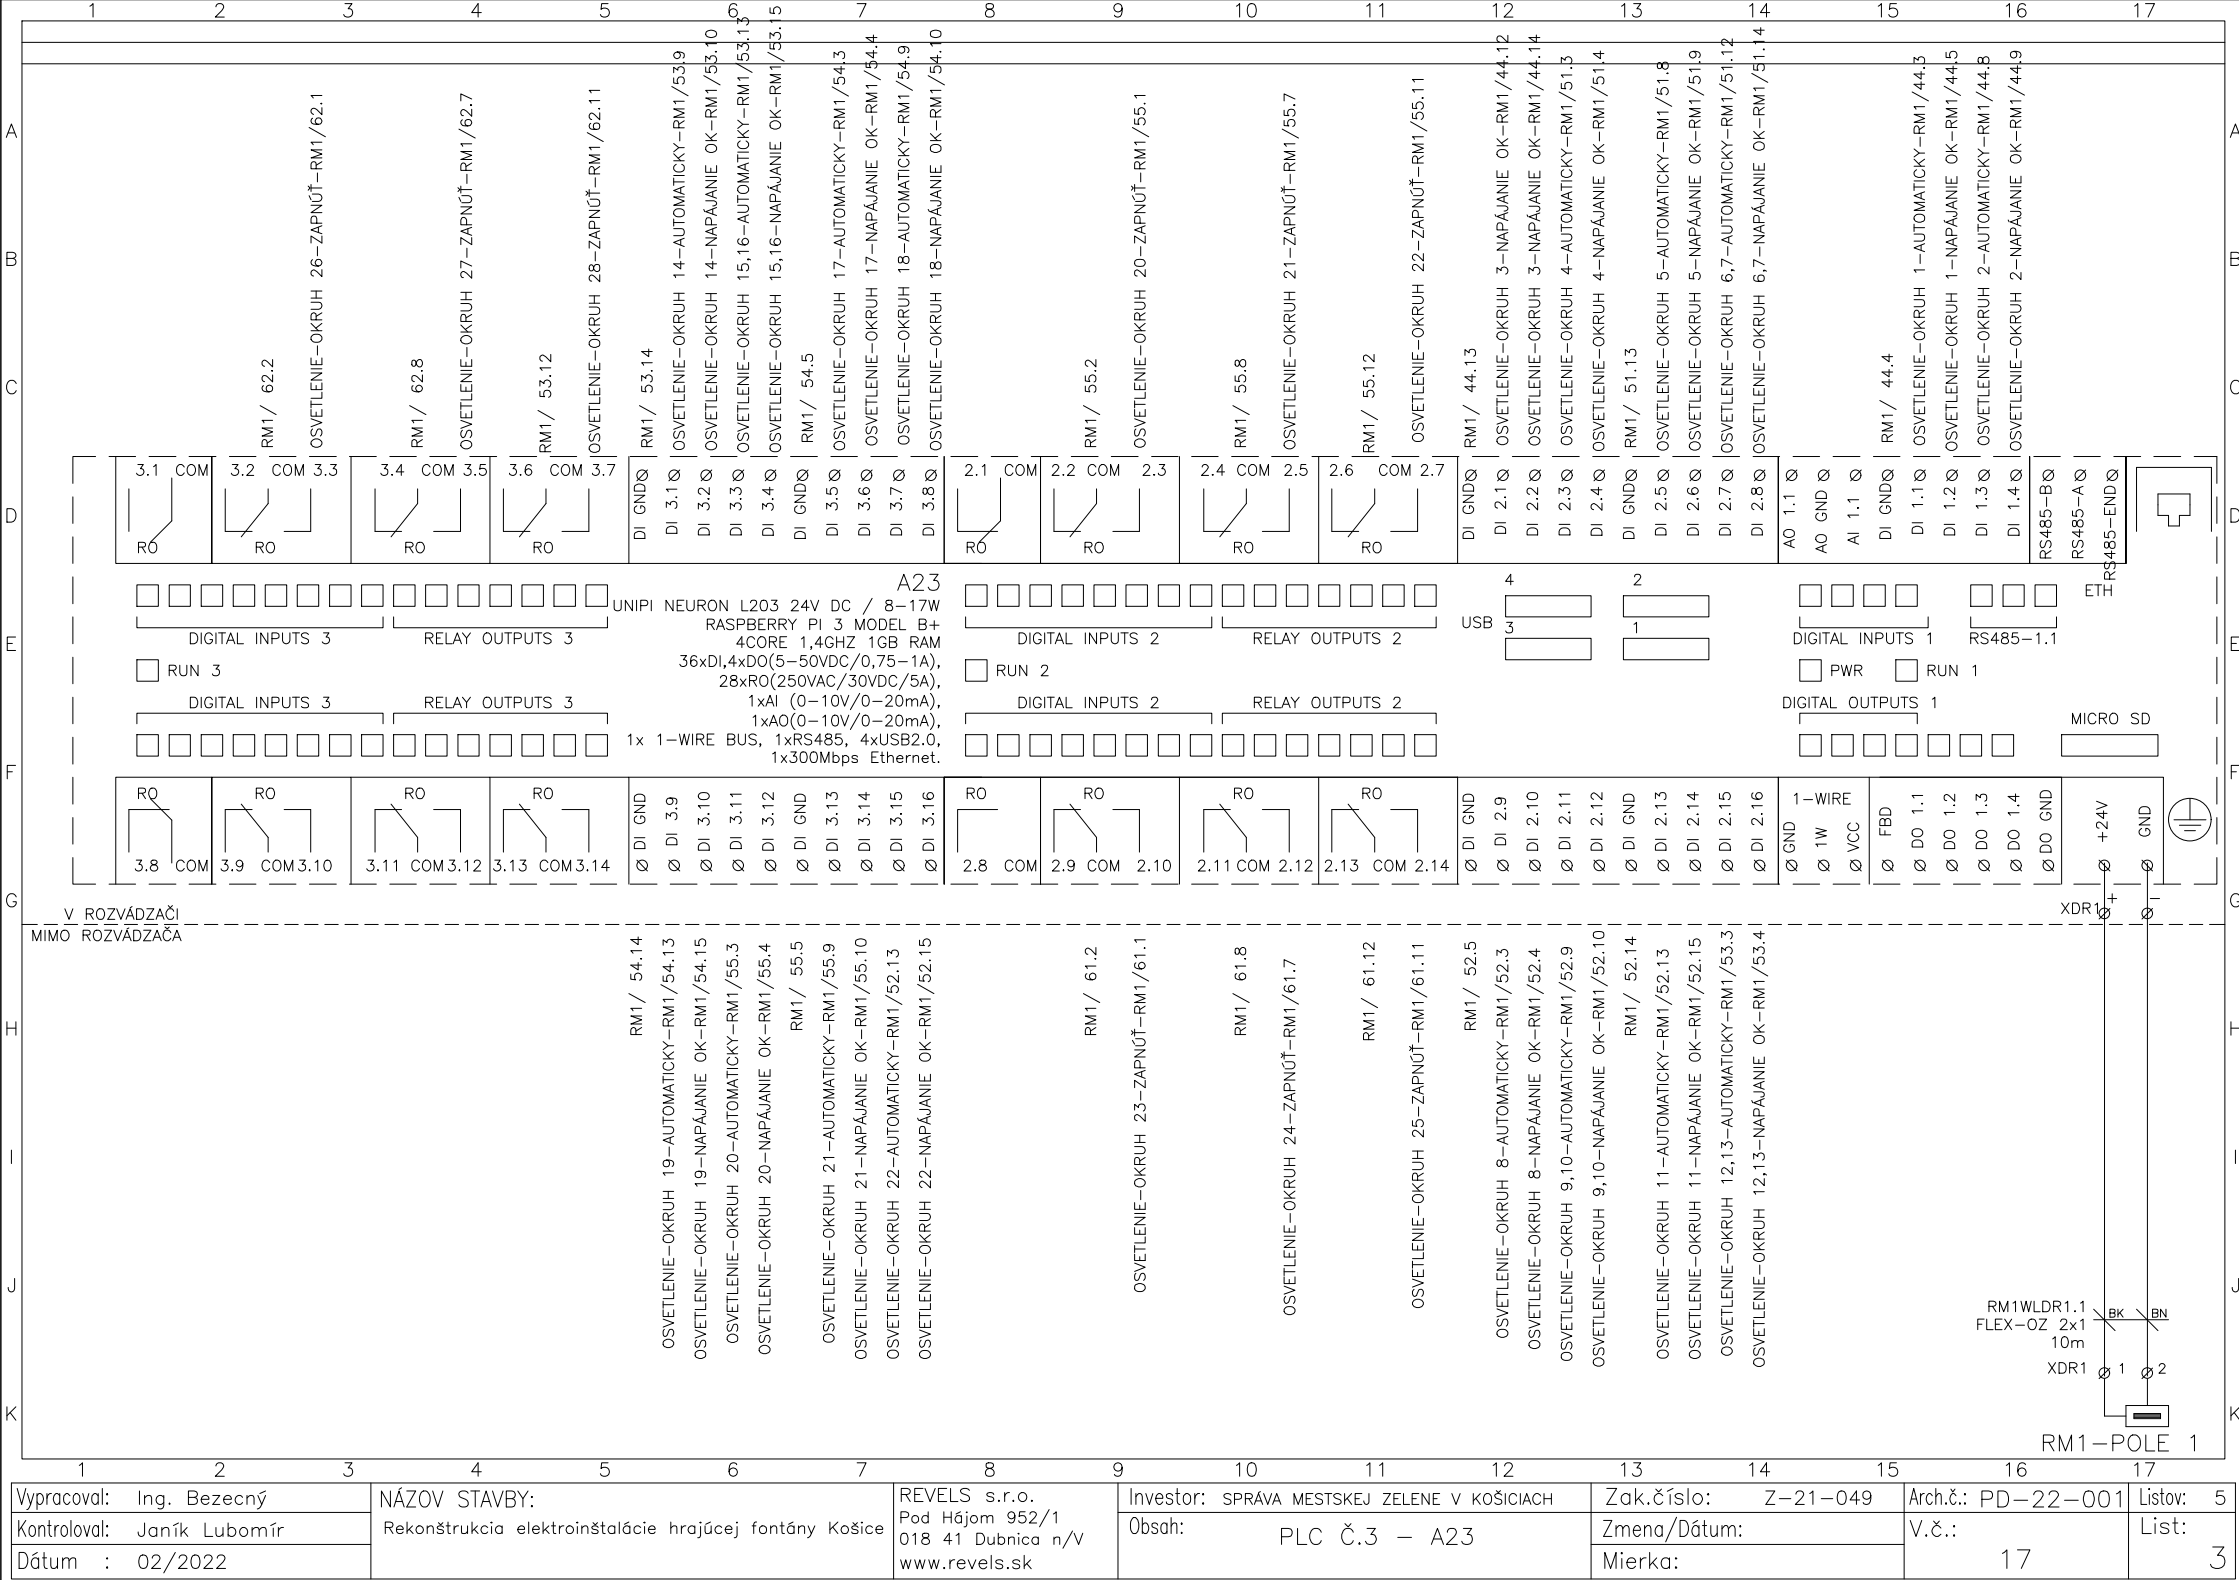 1 2 3 4 5 6 7 8 9 10 11 12 13 14 15 16 17
A
B
C
D
E
F
G
H
I
J
K
RM1/ 62.2
OSVETLENIE-OKRUH 26-ZAPNÚŤ-RM1/62.1
RM1/ 62.8
OSVETLENIE-OKRUH 27-ZAPNÚŤ-RM1/62.7
RM1/ 53.12
OSVETLENIE-OKRUH 28-ZAPNÚŤ-RM1/62.11
RM1/ 53.14
OSVETLENIE-OKRUH 14-AUTOMATICKY-RM1/53.9
OSVETLENIE-OKRUH 14-NAPÁJANIE OK-RM1/53.10
OSVETLENIE-OKRUH 15,16-AUTOMATICKY-RM1/53.13
OSVETLENIE-OKRUH 15,16-NAPÁJANIE OK-RM1/53.15
RM1/ 54.5
OSVETLENIE-OKRUH 17-AUTOMATICKY-RM1/54.3
OSVETLENIE-OKRUH 17-NAPÁJANIE OK-RM1/54.4
OSVETLENIE-OKRUH 18-AUTOMATICKY-RM1/54.9
OSVETLENIE-OKRUH 18-NAPÁJANIE OK-RM1/54.10
RM1/ 55.2
OSVETLENIE-OKRUH 20-ZAPNÚŤ-RM1/55.1
RM1/ 55.8
OSVETLENIE-OKRUH 21-ZAPNÚŤ-RM1/55.7
RM1/ 55.12
OSVETLENIE-OKRUH 22-ZAPNÚŤ-RM1/55.11
RM1/ 44.13
OSVETLENIE-OKRUH 3-NAPÁJANIE OK-RM1/44.12
OSVETLENIE-OKRUH 3-NAPÁJANIE OK-RM1/44.14
OSVETLENIE-OKRUH 4-AUTOMATICKY-RM1/51.3
OSVETLENIE-OKRUH 4-NAPÁJANIE OK-RM1/51.4
RM1/ 51.13
OSVETLENIE-OKRUH 5-AUTOMATICKY-RM1/51.8
OSVETLENIE-OKRUH 5-NAPÁJANIE OK-RM1/51.9
OSVETLENIE-OKRUH 6,7-AUTOMATICKY-RM1/51.12
OSVETLENIE-OKRUH 6,7-NAPÁJANIE OK-RM1/51.14
RM1/ 44.4
OSVETLENIE-OKRUH 1-AUTOMATICKY-RM1/44.3
OSVETLENIE-OKRUH 1-NAPÁJANIE OK-RM1/44.5
OSVETLENIE-OKRUH 2-AUTOMATICKY-RM1/44.8
OSVETLENIE-OKRUH 2-NAPÁJANIE OK-RM1/44.9
3.1 COM 3.2 COM 3.3 3.4 COM 3.5 3.6 COM 3.7
RO RO RO RO
DI GND
DI 3.1
DI 3.2
DI 3.3
DI 3.4
DI GND
DI 3.5
DI 3.6
DI 3.7
DI 3.8
2.1 COM 2.2 COM 2.3 2.4 COM 2.5 2.6 COM 2.7
RO RO RO RO
DI GND
DI 2.1
DI 2.2
DI 2.3
DI 2.4
DI GND
DI 2.5
DI 2.6
DI 2.7
DI 2.8
AO 1.1
AO GND
AI 1.1
DI GND
DI 1.1
DI 1.2
DI 1.3
DI 1.4
RS485-B
RS485-A
RS485-END
ETH
A23
UNIPI NEURON L203 24V DC / 8-17W
RASPBERRY PI 3 MODEL B+
4CORE 1,4GHZ 1GB RAM
36xDI,4xDO(5-50VDC/0,75-1A),
28xRO(250VAC/30VDC/5A),
1xAI (0-10V/0-20mA),
1xAO(0-10V/0-20mA),
1x 1-WIRE BUS, 1xRS485, 4xUSB2.0,
1x300Mbps Ethernet.
DIGITAL INPUTS 3 RELAY OUTPUTS 3
RUN 3
DIGITAL INPUTS 3 RELAY OUTPUTS 3
DIGITAL INPUTS 2 RELAY OUTPUTS 2
RUN 2
DIGITAL INPUTS 2 RELAY OUTPUTS 2
USB
4 2
3 1
DIGITAL INPUTS 1 RS485-1.1
PWR RUN 1
DIGITAL OUTPUTS 1
MICRO SD
RO RO RO RO
3.8 COM 3.9 COM 3.10 3.11 COM 3.12 3.13 COM 3.14
DI GND
DI 3.9
DI 3.10
DI 3.11
DI 3.12
DI GND
DI 3.13
DI 3.14
DI 3.15
DI 3.16
RO RO RO RO
2.8 COM 2.9 COM 2.10 2.11 COM 2.12 2.13 COM 2.14
DI GND
DI 2.9
DI 2.10
DI 2.11
DI 2.12
DI GND
DI 2.13
DI 2.14
DI 2.15
DI 2.16
1-WIRE
GND
1W
VCC
FBD
DO 1.1
DO 1.2
DO 1.3
DO 1.4
DO GND
+24V
GND
V ROZVÁDZAČI
MIMO ROZVÁDZAČA
XDR1 + -
RM1/ 54.14
OSVETLENIE-OKRUH 19-AUTOMATICKY-RM1/54.13
OSVETLENIE-OKRUH 19-NAPÁJANIE OK-RM1/54.15
OSVETLENIE-OKRUH 20-AUTOMATICKY-RM1/55.3
OSVETLENIE-OKRUH 20-NAPÁJANIE OK-RM1/55.4
RM1/ 55.5
OSVETLENIE-OKRUH 21-AUTOMATICKY-RM1/55.9
OSVETLENIE-OKRUH 21-NAPÁJANIE OK-RM1/55.10
OSVETLENIE-OKRUH 22-AUTOMATICKY-RM1/52.13
OSVETLENIE-OKRUH 22-NAPÁJANIE OK-RM1/52.15
RM1/ 61.2
OSVETLENIE-OKRUH 23-ZAPNÚŤ-RM1/61.1
RM1/ 61.8
OSVETLENIE-OKRUH 24-ZAPNÚŤ-RM1/61.7
RM1/ 61.12
OSVETLENIE-OKRUH 25-ZAPNÚŤ-RM1/61.11
RM1/ 52.5
OSVETLENIE-OKRUH 8-AUTOMATICKY-RM1/52.3
OSVETLENIE-OKRUH 8-NAPÁJANIE OK-RM1/52.4
OSVETLENIE-OKRUH 9,10-AUTOMATICKY-RM1/52.9
OSVETLENIE-OKRUH 9,10-NAPÁJANIE OK-RM1/52.10
RM1/ 52.14
OSVETLENIE-OKRUH 11-AUTOMATICKY-RM1/52.13
OSVETLENIE-OKRUH 11-NAPÁJANIE OK-RM1/52.15
OSVETLENIE-OKRUH 12,13-AUTOMATICKY-RM1/53.3
OSVETLENIE-OKRUH 12,13-NAPÁJANIE OK-RM1/53.4
RM1WLDR1.1 BK BN
FLEX-OZ 2x1
10m
XDR1 1 2
RM1-POLE 1
1 2 3 4 5 6 7 8 9 10 11 12 13 14 15 16 17
Vypracoval: Ing. Bezecný
Kontroloval: Janík Lubomír
Dátum : 02/2022
NÁZOV STAVBY:
Rekonštrukcia elektroinštalácie hrajúcej fontány Košice
REVELS s.r.o.
Pod Hájom 952/1
018 41 Dubnica n/V
www.revels.sk
Investor: SPRÁVA MESTSKEJ ZELENE V KOŠICIACH
Obsah: PLC Č.3 - A23
Zak.číslo: Z-21-049
Zmena/Dátum:
Mierka:
Arch.č.: PD-22-001
V.č.: 17
Listov: 5
List: 3